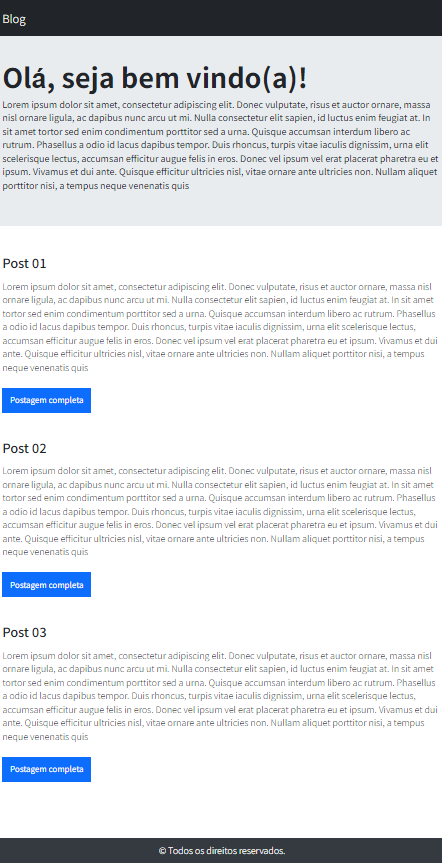 Blog
Olá, seja bem vindo(a)!
Lorem ipsum dolor sit amet, consectetur adipiscing elit. Donec vulputate, risus et auctor ornare, massa
nisl ornare ligula, ac dapibus nunc arcu ut mi. Nulla consectetur elit sapien, id luctus enim feugiat at. In
sit amet tortor sed enim condimentum porttitor sed a urna. Quisque accumsan interdum libero ac
rutrum. Phasellus a odio id lacus dapibus tempor. Duis rhoncus, turpis vitae iaculis dignissim, urna elit
scelerisque lectus, accumsan efficitur augue felis in eros. Donec vel ipsum vel erat placerat pharetra eu et
ipsum. Vivamus et dui ante. Quisque efficitur ultricies nisl, vitae ornare ante ultricies non. Nullam aliquet
porttitor nisi, a tempus neque venenatis quis
Post 01
Lorem ipsum dolor sit amet, consectetur adipiscing elit. Donec vulputate, risus et auctor ornare, massa nisl
ornare ligula, ac dapibus nunc arcu ut mi. Nulla consectetur elit sapien, id luctus enim feugiat at. In sit amet
tortor sed enim condimentum porttitor sed a urna. Quisque accumsan interdum libero ac rutrum. Phasellus
a odio id lacus dapibus tempor. Duis rhoncus, turpis vitae iaculis dignissim, urna elit scelerisque lectus,
accumsan efficitur augue felis in eros. Donec vel ipsum vel erat placerat pharetra eu et ipsum. Vivamus et dui
ante. Quisque efficitur ultricies nisl, vitae ornare ante ultricies non. Nullam aliquet porttitor nisi, a tempus
neque venenatis quis
Postagem completa
Post 02
Lorem ipsum dolor sit amet, consectetur adipiscing elit. Donec vulputate, risus et auctor ornare, massa nisl
ornare ligula, ac dapibus nunc arcu ut mi. Nulla consectetur elit sapien, id luctus enim feugiat at. In sit amet
tortor sed enim condimentum porttitor sed a urna. Quisque accumsan interdum libero ac rutrum. Phasellus
a odio id lacus dapibus tempor. Duis rhoncus, turpis vitae iaculis dignissim, urna elit scelerisque lectus,
accumsan efficitur augue felis in eros. Donec vel ipsum vel erat placerat pharetra eu et ipsum. Vivamus et dui
ante. Quisque efficitur ultricies nisl, vitae ornare ante ultricies non. Nullam aliquet porttitor nisi, a tempus
neque venenatis quis
Postagem completa
Post 03
Lorem ipsum dolor sit amet, consectetur adipiscing elit. Donec vulputate, risus et auctor ornare, massa nisl
ornare ligula, ac dapibus nunc arcu ut mi. Nulla consectetur elit sapien, id luctus enim feugiat at. In sit amet
tortor sed enim condimentum porttitor sed a urna. Quisque accumsan interdum libero ac rutrum. Phasellus
a odio id lacus dapibus tempor. Duis rhoncus, turpis vitae iaculis dignissim, urna elit scelerisque lectus,
accumsan efficitur augue felis in eros. Donec vel ipsum vel erat placerat pharetra eu et ipsum. Vivamus et dui
ante. Quisque efficitur ultricies nisl, vitae ornare ante ultricies non. Nullam aliquet porttitor nisi, a tempus
neque venenatis quis
Postagem completa
© Todos os direitos reservados.